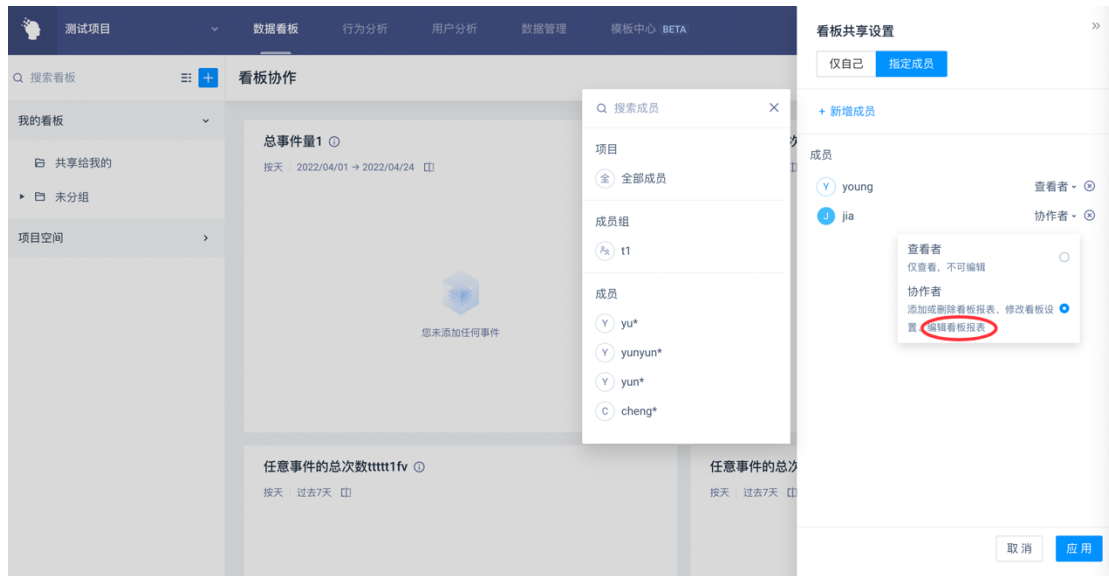 测试项目
数据看板
行为分析
用户分析
数据管理
模板中心 BETA
搜索看板
看板协作
我的看板
共享给我的
未分组
项目空间
总事件量1
按天 2022/04/01 → 2022/04/24
您未添加任何事件
任意事件的总次数ttttt1fv
按天 过去7天
任意事件的总次
按天 过去7天
搜索成员
项目
全 全部成员
成员组
t1
成员
Y yu*
Y yunyun*
Y yun*
C cheng*
看板共享设置
仅自己
指定成员
+ 新增成员
成员
Y young 查看者
J jia 协作者
查看者
仅查看，不可编辑
协作者
添加或删除看板报表、修改看板设
置、编辑看板报表
取消
应用